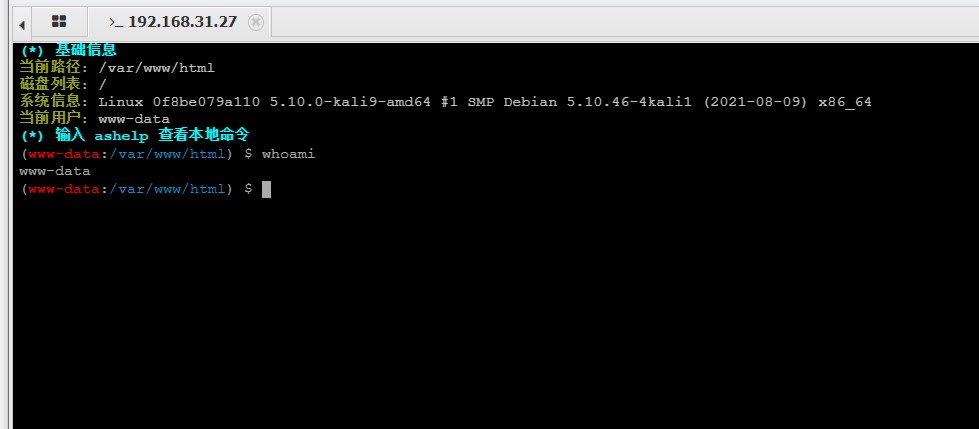 >_ 192.168.31.27
(*) 基础信息
当前路径: /var/www/html
磁盘列表: /
系统信息: Linux 0f8be079a110 5.10.0-kali9-amd64 #1 SMP Debian 5.10.46-4kali1 (2021-08-09) x86_64
当前用户: www-data
(*) 输入 ashelp 查看本地命令
(www-data:/var/www/html) $ whoami
www-data
(www-data:/var/www/html) $